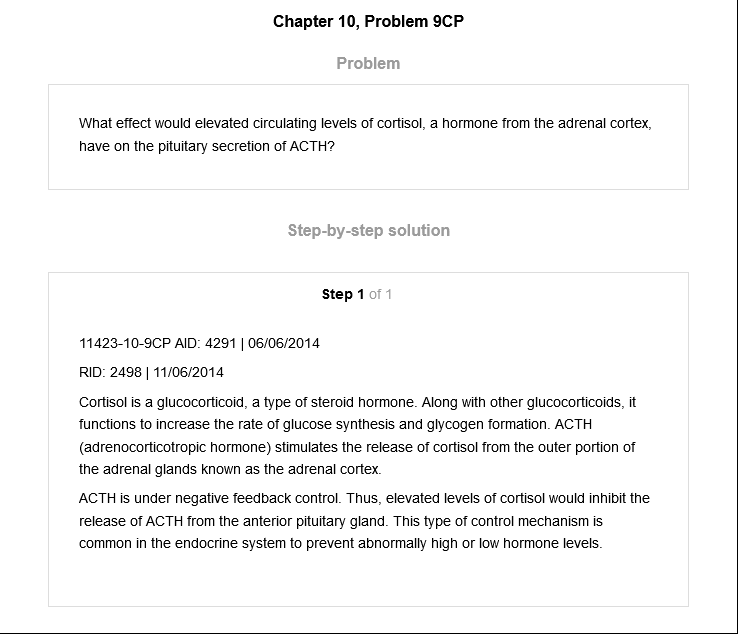 Chapter 10, Problem 9CP
Problem
What effect would elevated circulating levels of cortisol, a hormone from the adrenal cortex,
have on the pituitary secretion of ACTH?
Step-by-step solution
Step 1 of 1
11423-10-9CP AID: 4291 | 06/06/2014
RID: 2498 | 11/06/2014
Cortisol is a glucocorticoid, a type of steroid hormone. Along with other glucocorticoids, it
functions to increase the rate of glucose synthesis and glycogen formation. ACTH
(adrenocorticotropic hormone) stimulates the release of cortisol from the outer portion of
the adrenal glands known as the adrenal cortex.
ACTH is under negative feedback control. Thus, elevated levels of cortisol would inhibit the
release of ACTH from the anterior pituitary gland. This type of control mechanism is
common in the endocrine system to prevent abnormally high or low hormone levels.